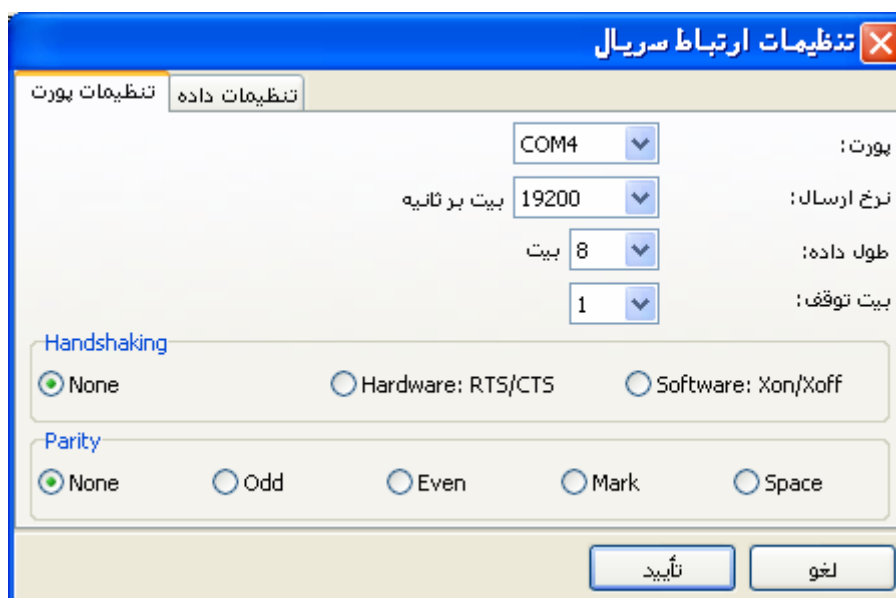 تنظیمات ارتباط سریال
تنظیمات پورت
تنظیمات داده
پورت: COM4
نرخ ارسال: 19200 بیت بر ثانیه
طول داده: 8 بیت
بیت توقف: 1
Handshaking
None Hardware: RTS/CTS Software: Xon/Xoff
Parity
None Odd Even Mark Space
تأیید لغو